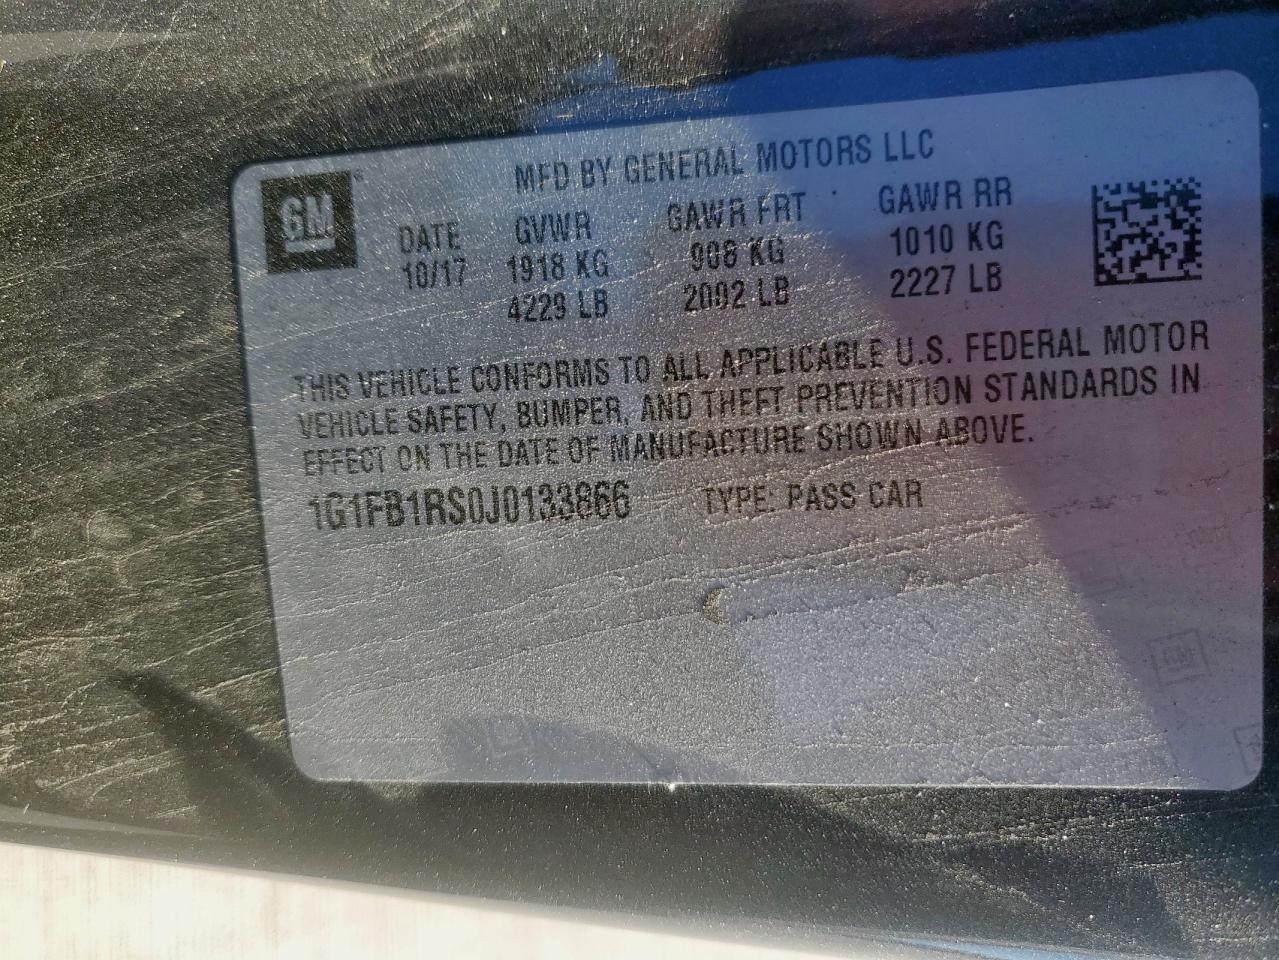 MFD BY GENERAL MOTORS LLC
GM
DATE GVWR GAWR FRT GAWR RR
10/17 1918 KG 908 KG 1010 KG
4229 LB 2002 LB 2227 LB
THIS VEHICLE CONFORMS TO ALL APPLICABLE U.S. FEDERAL MOTOR
VEHICLE SAFETY, BUMPER, AND THEFT PREVENTION STANDARDS IN
EFFECT ON THE DATE OF MANUFACTURE SHOWN ABOVE.
1G1FB1RS0J0133866 TYPE: PASS CAR